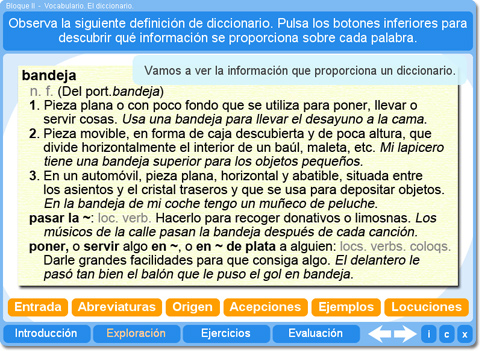 Bloque II - Vocabulario. El diccionario.
Observa la siguiente definición de diccionario. Pulsa los botones inferiores para
descubrir qué información se proporciona sobre cada palabra.
Vamos a ver la información que proporciona un diccionario.
bandeja
n. f. (Del port.bandeja)
1. Pieza plana o con poco fondo que se utiliza para poner, llevar o
servir cosas. Usa una bandeja para llevar el desayuno a la cama.
2. Pieza movible, en forma de caja descubierta y de poca altura, que
divide horizontalmente el interior de un baúl, maleta, etc. Mi lapicero
tiene una bandeja superior para los objetos pequeños.
3. En un automóvil, pieza plana, horizontal y abatible, situada entre
los asientos y el cristal traseros y que se usa para depositar objetos.
En la bandeja de mi coche tengo un muñeco de peluche.
pasar la ~: loc. verb. Hacerlo para recoger donativos o limosnas. Los
músicos de la calle pasan la bandeja después de cada canción.
poner, o servir algo en ~, o en ~ de plata a alguien: locs. verbs. coloqs.
Darle grandes facilidades para que consiga algo. El delantero le
pasó tan bien el balón que le puso el gol en bandeja.
Entrada Abreviaturas Origen Acepciones Ejemplos Locuciones
Introducción Exploración Ejercicios Evaluación i c x